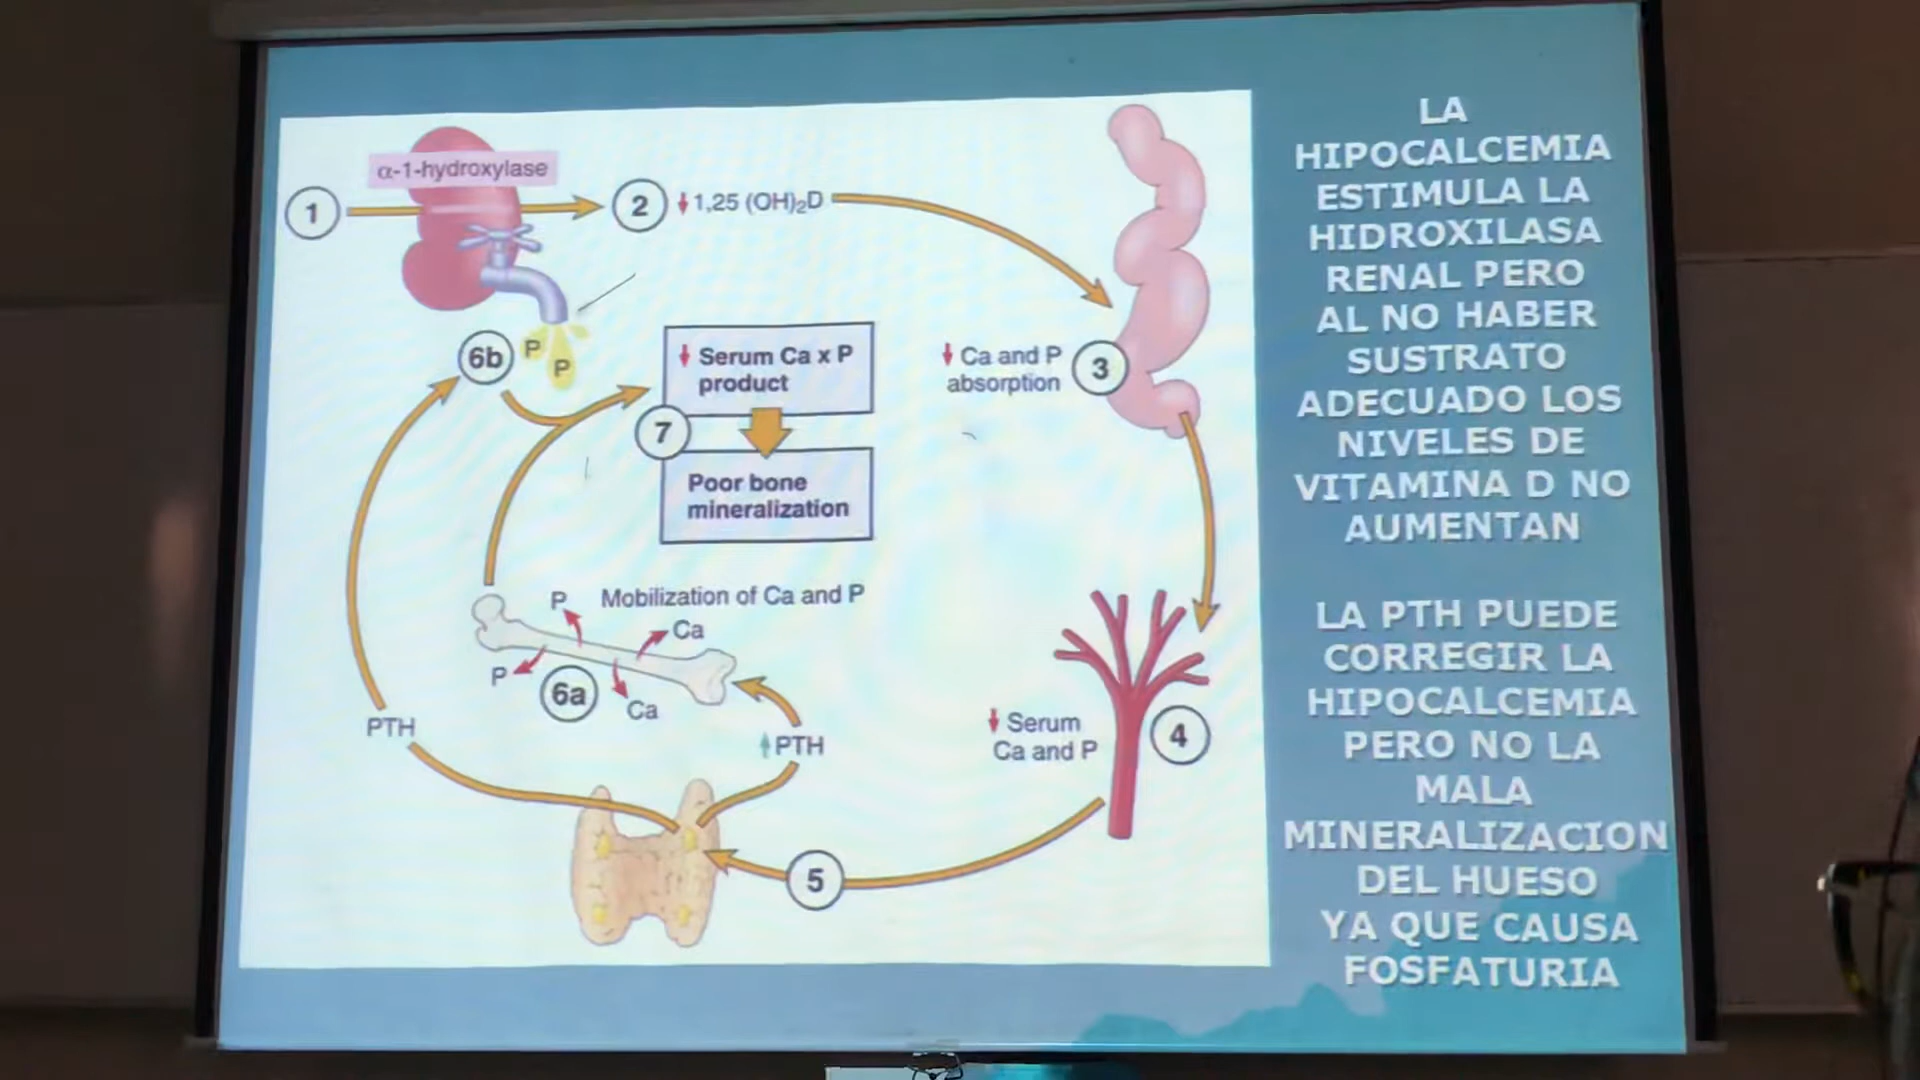 α-1-hydroxylase
1
2
↓ 1,25 (OH)₂D
6b
P
P
↓ Serum Ca x P
product
7
Poor bone
mineralization
↓ Ca and P
absorption
3
P
Mobilization of Ca and P
Ca
P
6a
Ca
PTH
↑PTH
↓ Serum
Ca and P
4
5
LA
HIPOCALCEMIA
ESTIMULA LA
HIDROXILASA
RENAL PERO
AL NO HABER
SUSTRATO
ADECUADO LOS
NIVELES DE
VITAMINA D NO
AUMENTAN
LA PTH PUEDE
CORREGIR LA
HIPOCALCEMIA
PERO NO LA
MALA
MINERALIZACION
DEL HUESO
YA QUE CAUSA
FOSFATURIA